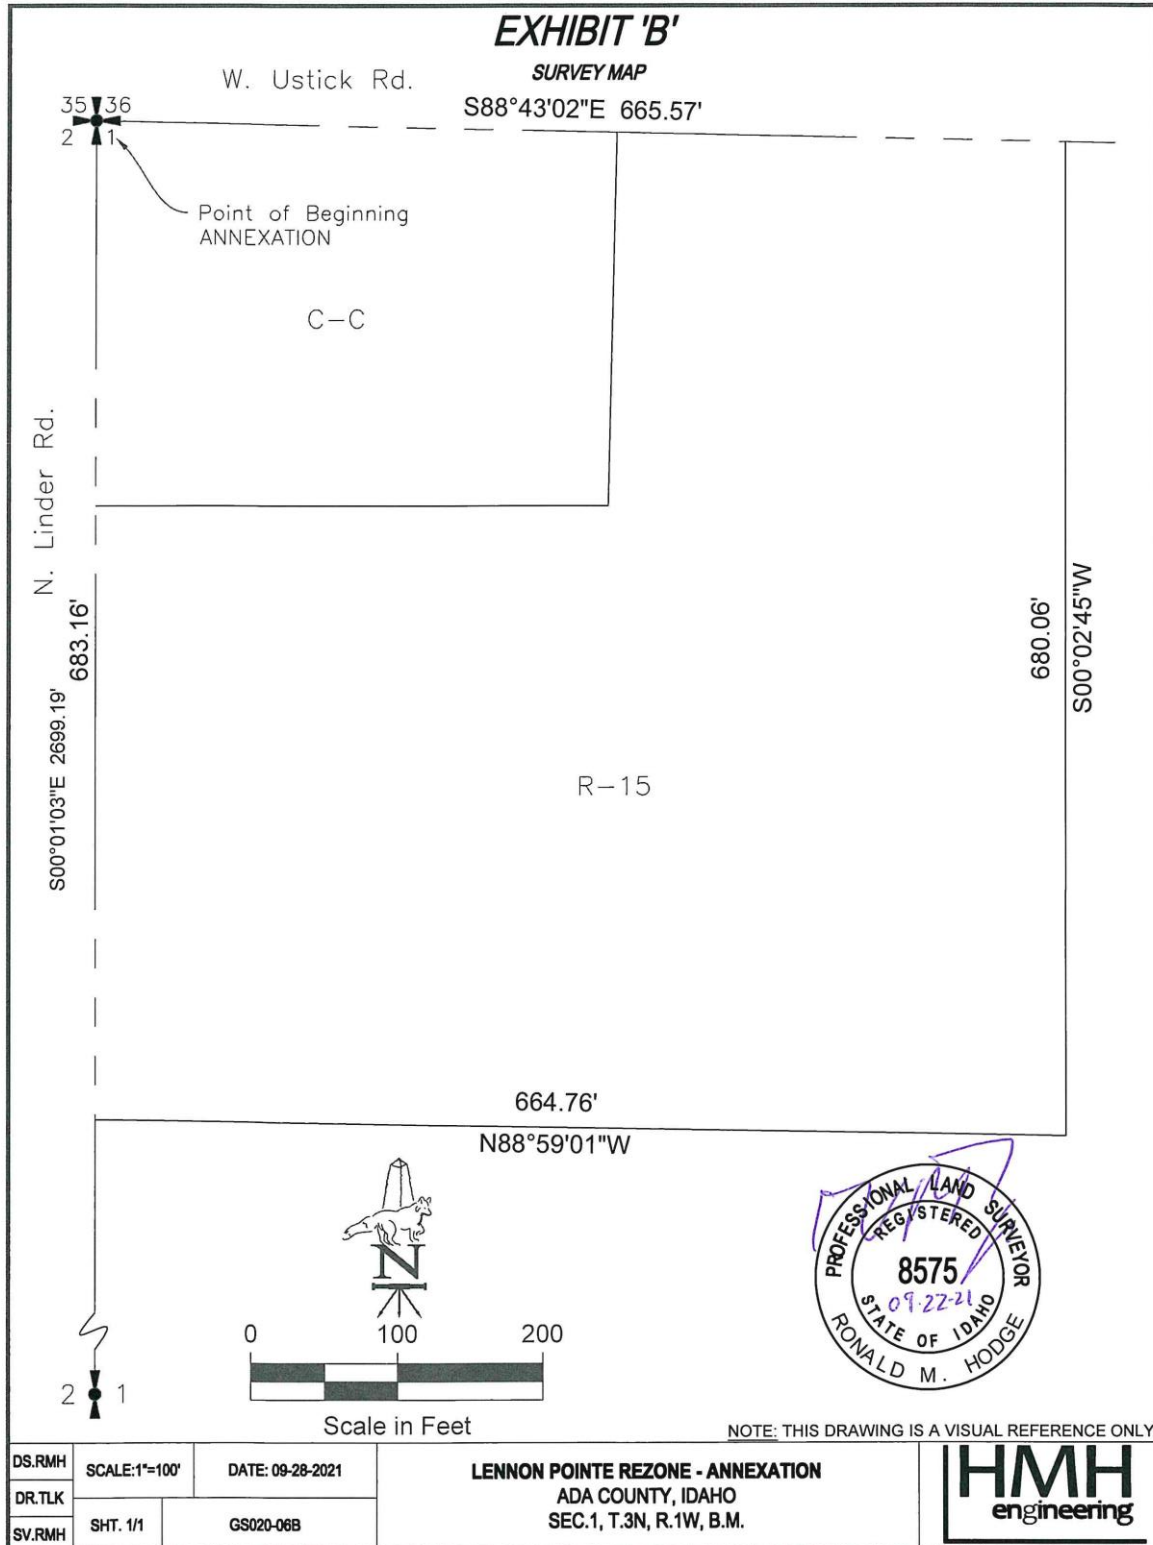 EXHIBIT 'B'
SURVEY MAP
W. Ustick Rd.
S88°43'02"E 665.57'
35 36
2 1
Point of Beginning
ANNEXATION
C-C
N. Linder Rd.
683.16'
S00°01'03"E 2699.19'
680.06'
S00°02'45"W
R-15
664.76'
N88°59'01"W
N
0 100 200
Scale in Feet
2 1
PROFESSIONAL LAND SURVEYOR
REGISTERED
8575
09-22-21
STATE OF IDAHO
RONALD M. HODGE
NOTE: THIS DRAWING IS A VISUAL REFERENCE ONLY
DS.RMH
DR.TLK
SV.RMH
SCALE:1"=100'
DATE: 09-28-2021
SHT. 1/1
GS020-06B
LENNON POINTE REZONE - ANNEXATION
ADA COUNTY, IDAHO
SEC.1, T.3N, R.1W, B.M.
HMH
engineering